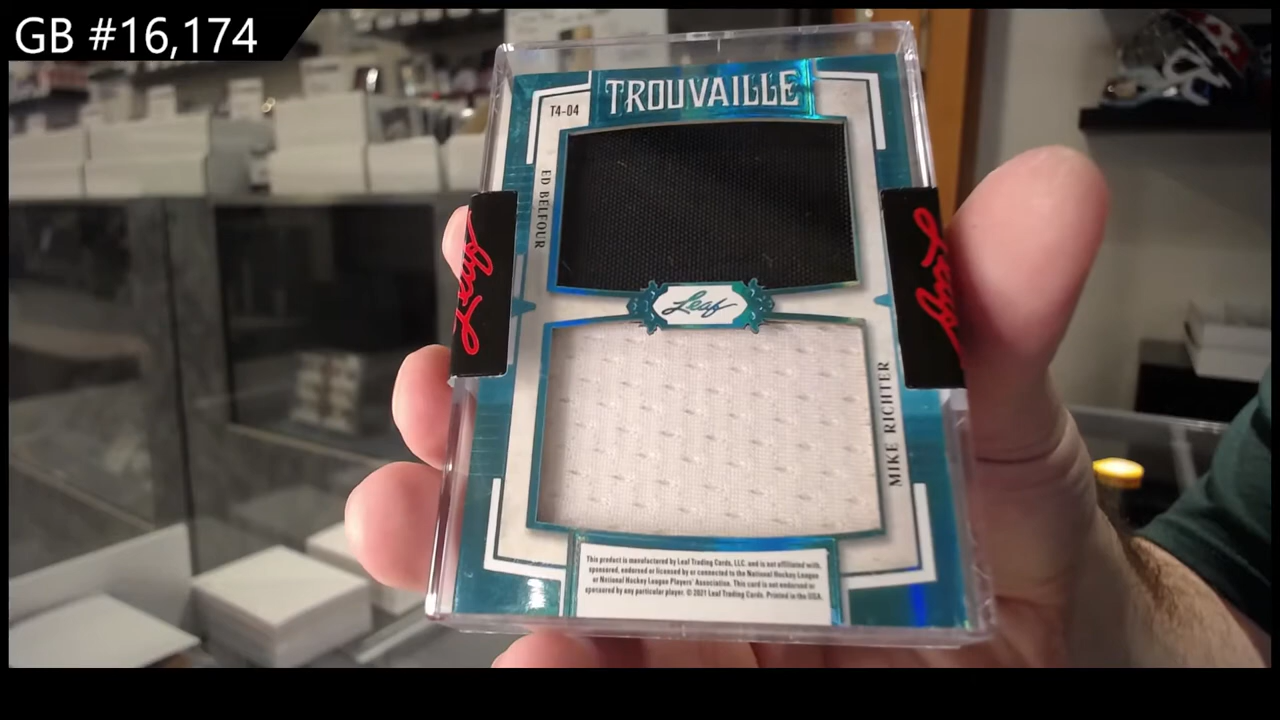 GB #16,174
TROUVAILLE
T4-04
ED BELFOUR
Leaf
Leaf
Leaf
MIKE RICHTER
This product is manufactured by Leaf Trading Cards, LLC. and is not affiliated with,
sponsored, endorsed or licensed by or connected to the National Hockey League
or National Hockey League Players' Association. This card is not endorsed or
sponsored by any particular player. © 2021 Leaf Trading Cards. Printed in the USA.